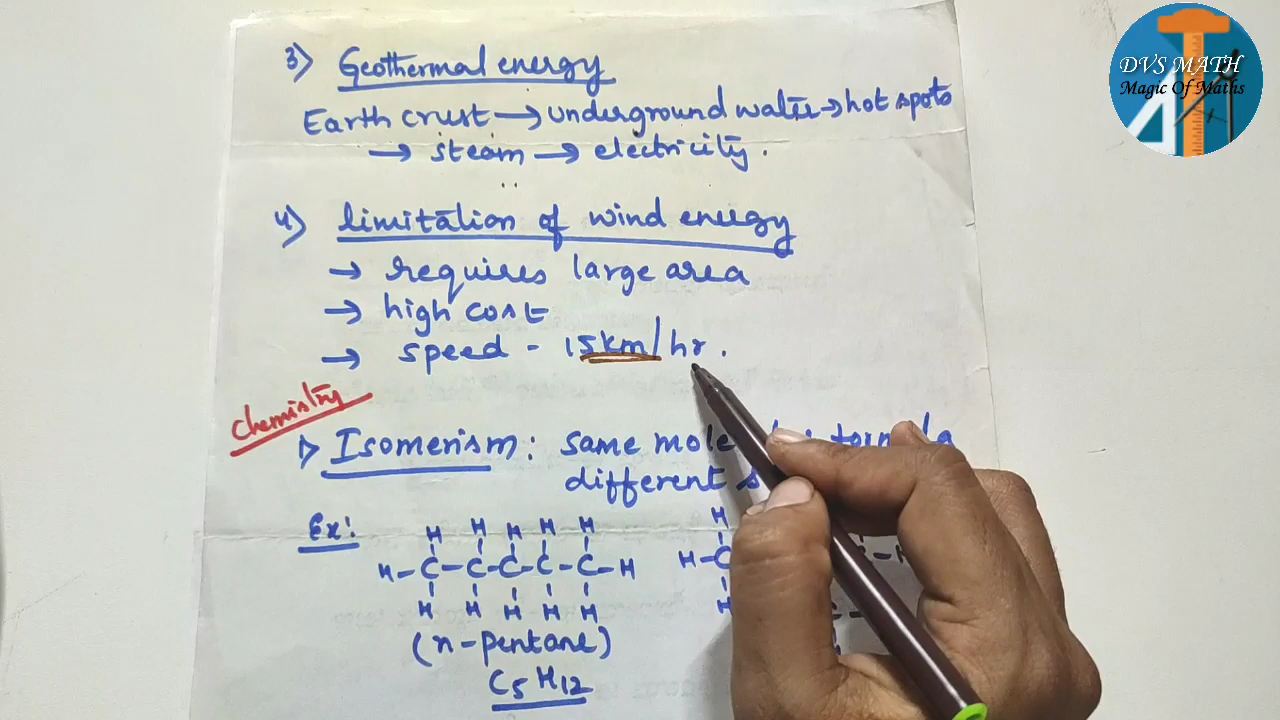 3) Geothermal energy
Earth crust → underground water → hot spots
→ steam → electricity.
4) limitation of wind energy
→ requires large area
→ high cost
→ speed - 15km/hr.
Chemistry
1) Isomerism: same
different
Ex:
H H H H H H
H-C-C-C-C-C-H H-C
H H H H H H
(n-pentane)
C5H12
DVS MATH
Magic Of Maths